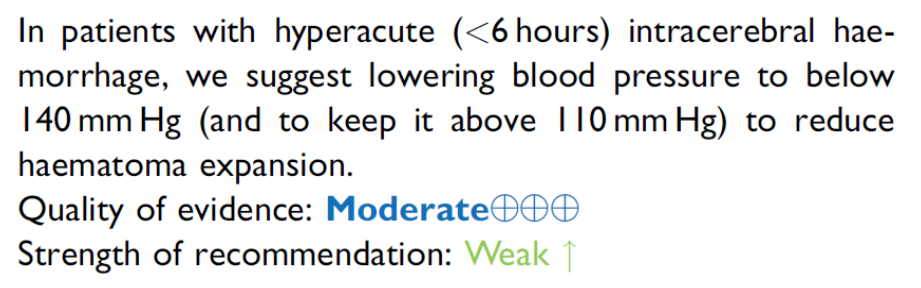 In patients with hyperacute (<6 hours) intracerebral hae-
morrhage, we suggest lowering blood pressure to below
140 mm Hg (and to keep it above 110 mm Hg) to reduce
haematoma expansion.
Quality of evidence: Moderate⊕⊕⊕
Strength of recommendation: Weak ↑